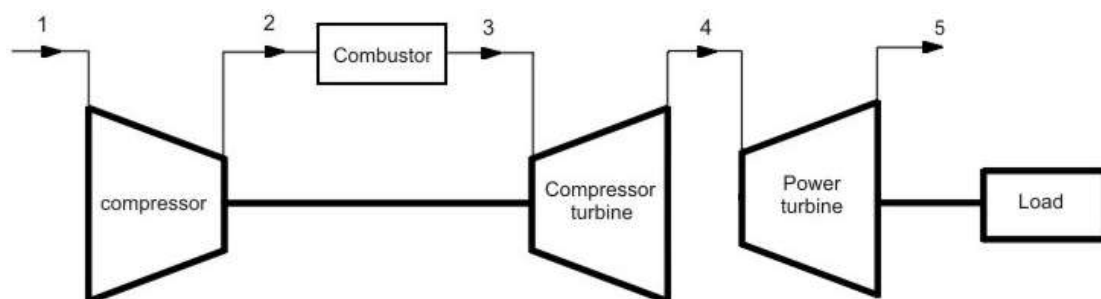 1
2
Combustor
3
4
5
compressor
Compressor
turbine
Power
turbine
Load